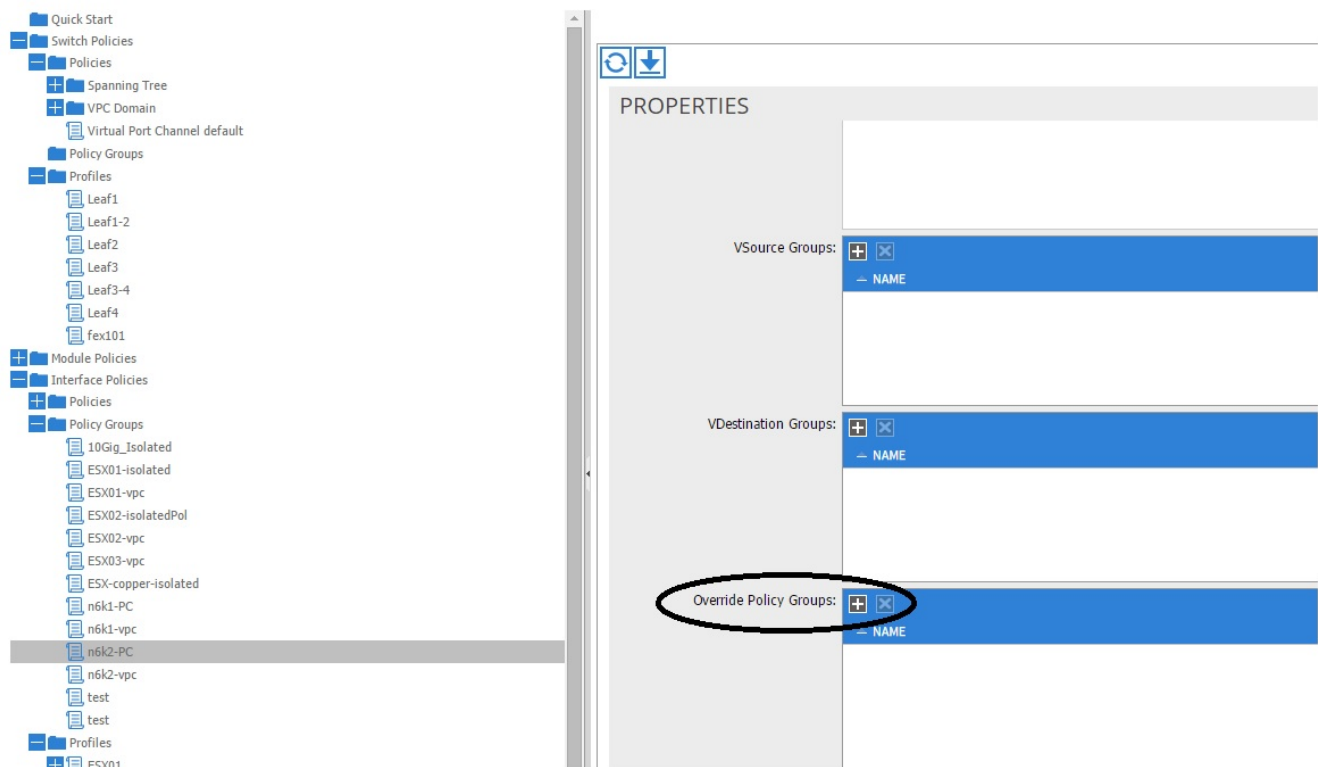 Quick Start
Switch Policies
Policies
Spanning Tree
VPC Domain
Virtual Port Channel default
Policy Groups
Profiles
Leaf1
Leaf1-2
Leaf2
Leaf3
Leaf3-4
Leaf4
fex101
Module Policies
Interface Policies
Policies
Policy Groups
10Gig_Isolated
ESX01-isolated
ESX01-vpc
ESX02-isolatedPol
ESX02-vpc
ESX03-vpc
ESX-copper-isolated
n6k1-PC
n6k1-vpc
n6k2-PC
n6k2-vpc
test
test
Profiles
ESX01
PROPERTIES
VSource Groups:
NAME
VDestination Groups:
NAME
Override Policy Groups:
NAME